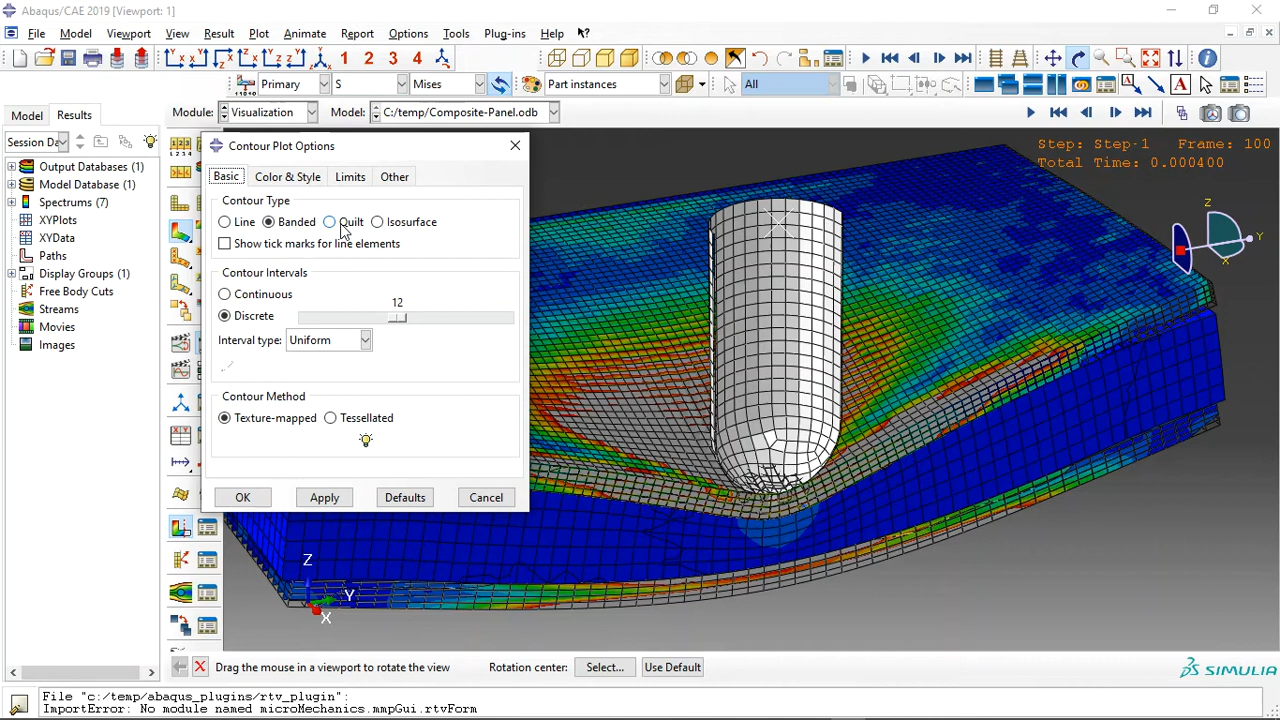 Abaqus/CAE 2019 [Viewport: 1]
File Model Viewport View Result Plot Animate Report Options Tools Plug-ins Help
1 2 3 4
Primary S Mises Part instances All
Model Results Module: Visualization Model: C:/temp/Composite-Panel.odb
Session Da
Output Databases (1)
Model Database (1)
Spectrums (7)
XYPlots
XYData
Paths
Display Groups (1)
Free Body Cuts
Streams
Movies
Images
Contour Plot Options
Basic Color & Style Limits Other
Contour Type
Line Banded Quilt Isosurface
Show tick marks for line elements
Contour Intervals
Continuous
12
Discrete
Interval type: Uniform
Contour Method
Texture-mapped Tessellated
OK Apply Defaults Cancel
Step: Step-1 Frame: 100
Total Time: 0.000400
Z
Y
X
Z
Y
X
Drag the mouse in a viewport to rotate the view Rotation center: Select... Use Default
SIMULIA
File "c:/temp/abaqus_plugins/rtv_plugin":
ImportError: No module named microMechanics.mmpGui.rtvForm